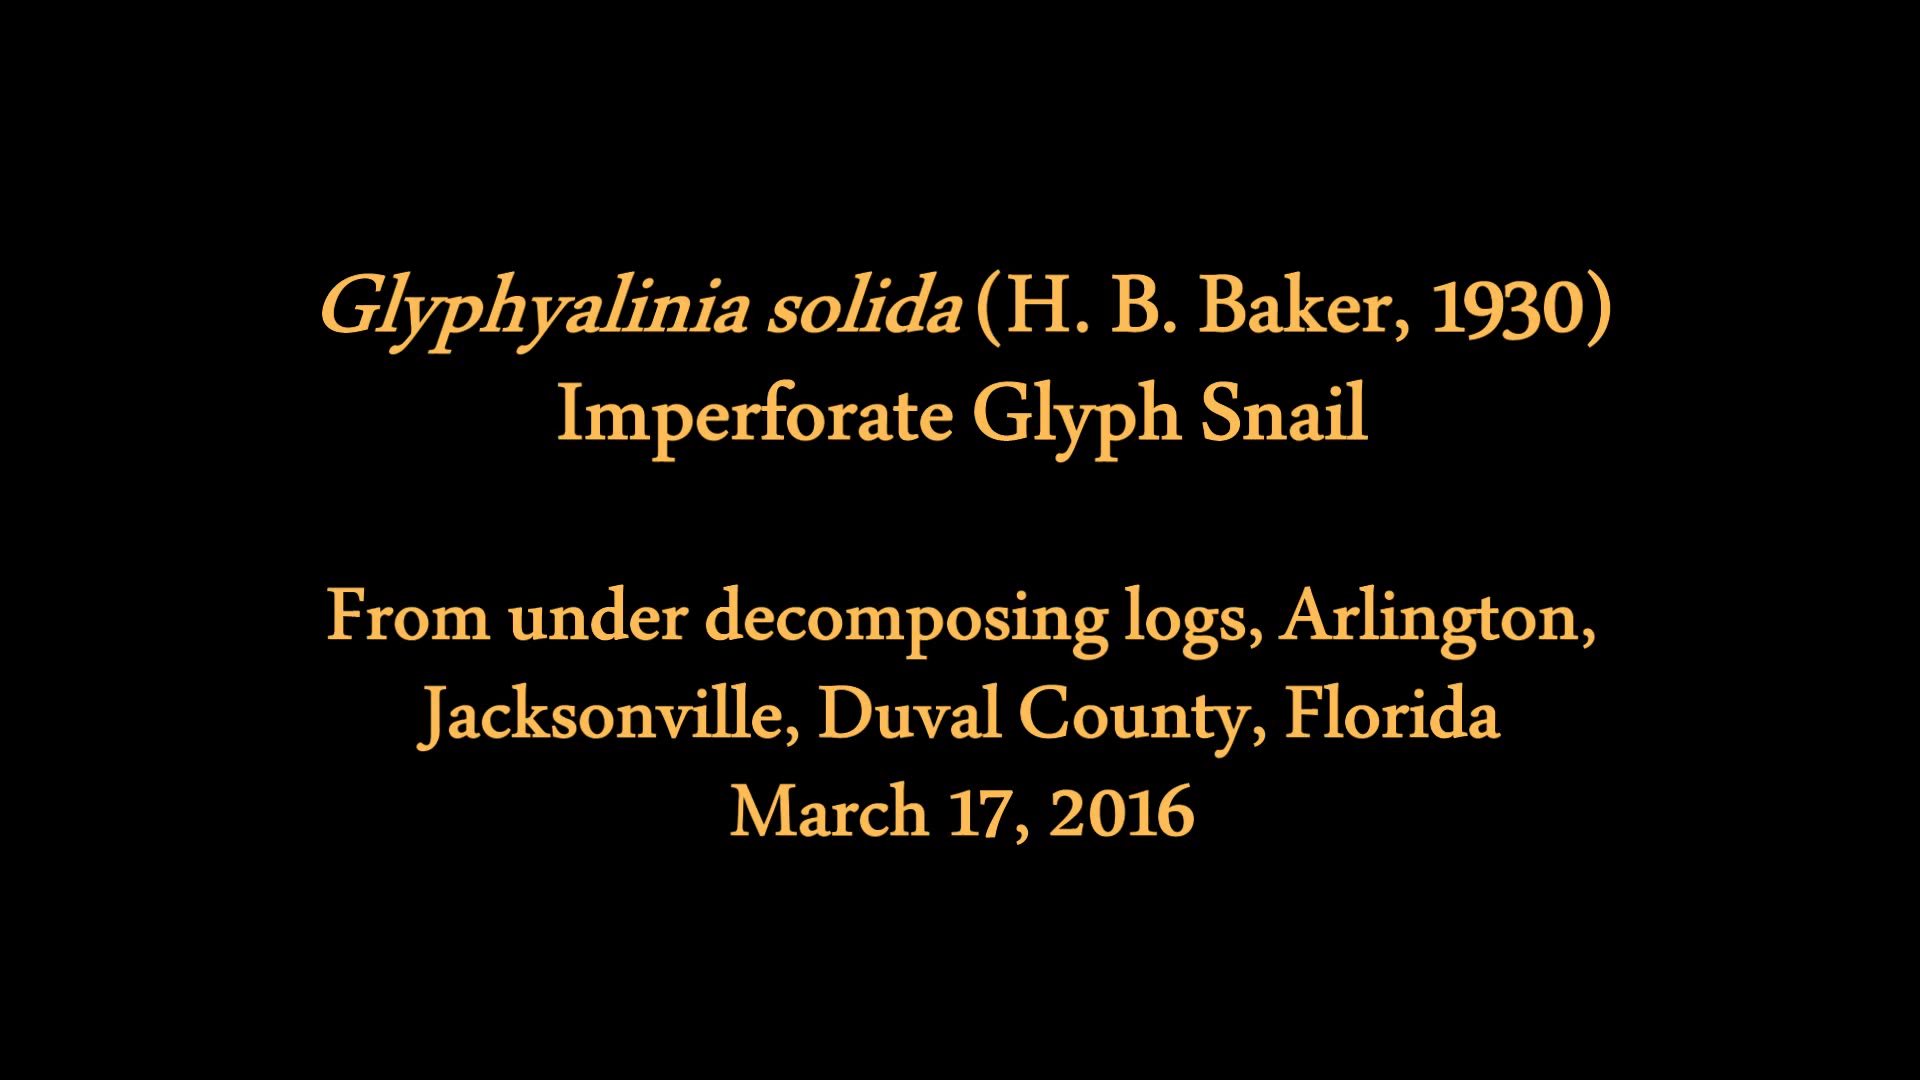 Glyphyalinia solida (H. B. Baker, 1930)
Imperforate Glyph Snail
From under decomposing logs, Arlington,
Jacksonville, Duval County, Florida
March 17, 2016